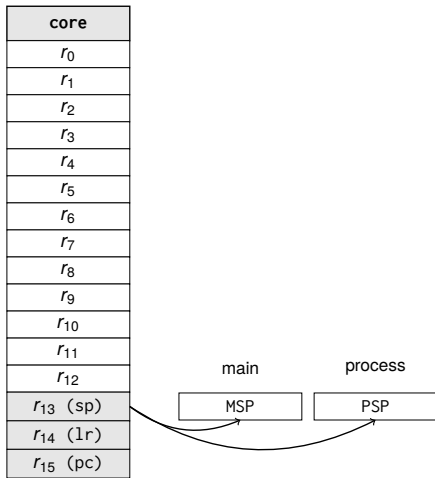 core
r0
r1
r2
r3
r4
r5
r6
r7
r8
r9
r10
r11
r12
main process
r13 (sp) MSP PSP
r14 (lr)
r15 (pc)